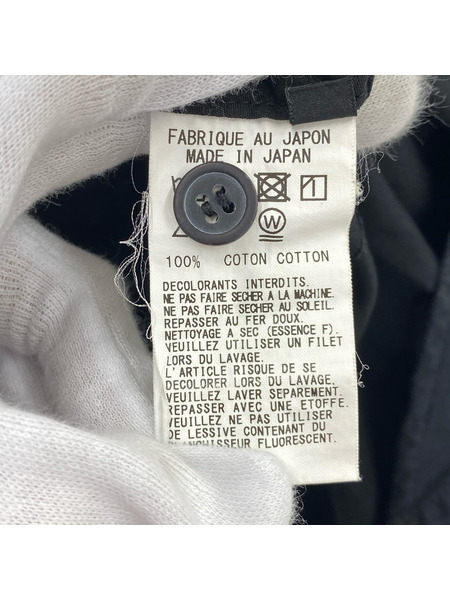 FABRIQUE AU JAPON
MADE IN JAPAN
W
100% COTON COTTON
DECOLORANTS INTERDITS.
NE PAS FAIRE SECHER A LA MACHINE.
NE PAS FAIRE SECHER AU SOLEIL.
REPASSER AU FER DOUX.
NETTOYAGE A SEC (ESSENCE F).
VEUILLEZ UTILISER UN FILET
LORS DU LAVAGE.
L'ARTICLE RISQUE DE SE
DECOLORER LORS DU LAVAGE.
VEUILLEZ LAVER SEPAREMENT.
REPASSER AVEC UNE ETOFFE.
VEUILLEZ NE PAS UTILISER
DE LESSIVE CONTENANT DU
BLANCHISSEUR FLUORESCENT.